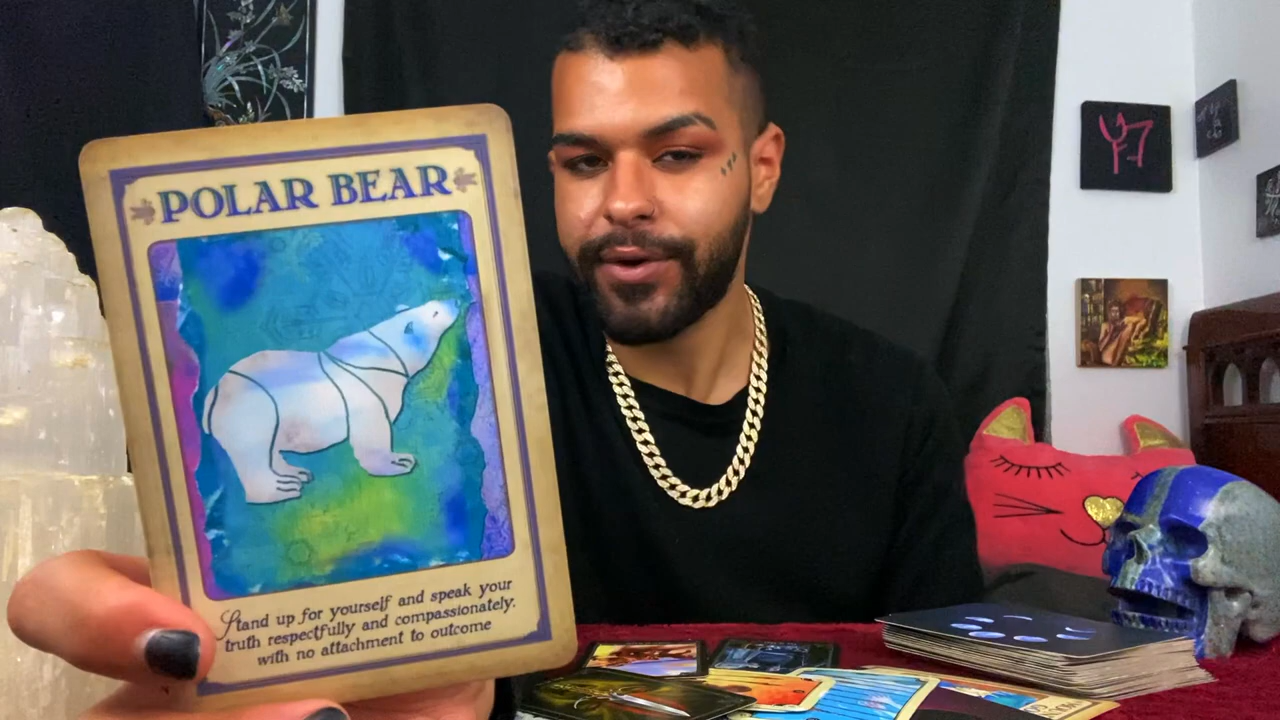 POLAR BEAR
Stand up for yourself and speak your
truth respectfully and compassionately.
with no attachment to outcome